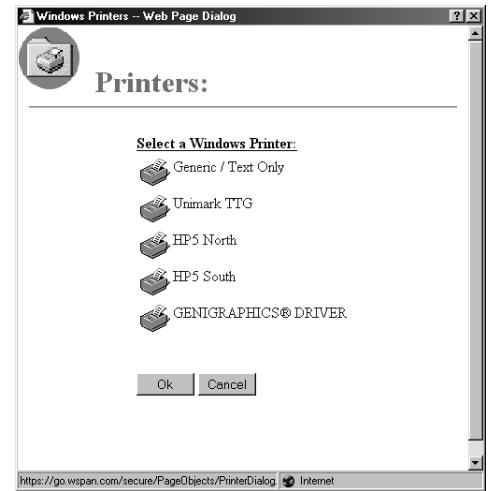 Windows Printers -- Web Page Dialog
Printers:
Select a Windows Printer:
Generic / Text Only
Unimark TTG
HP5 North
HP5 South
GENIGRAPHICS® DRIVER
Ok Cancel
https://go.wspan.com/secure/PageObjects/PrinterDialog. Internet